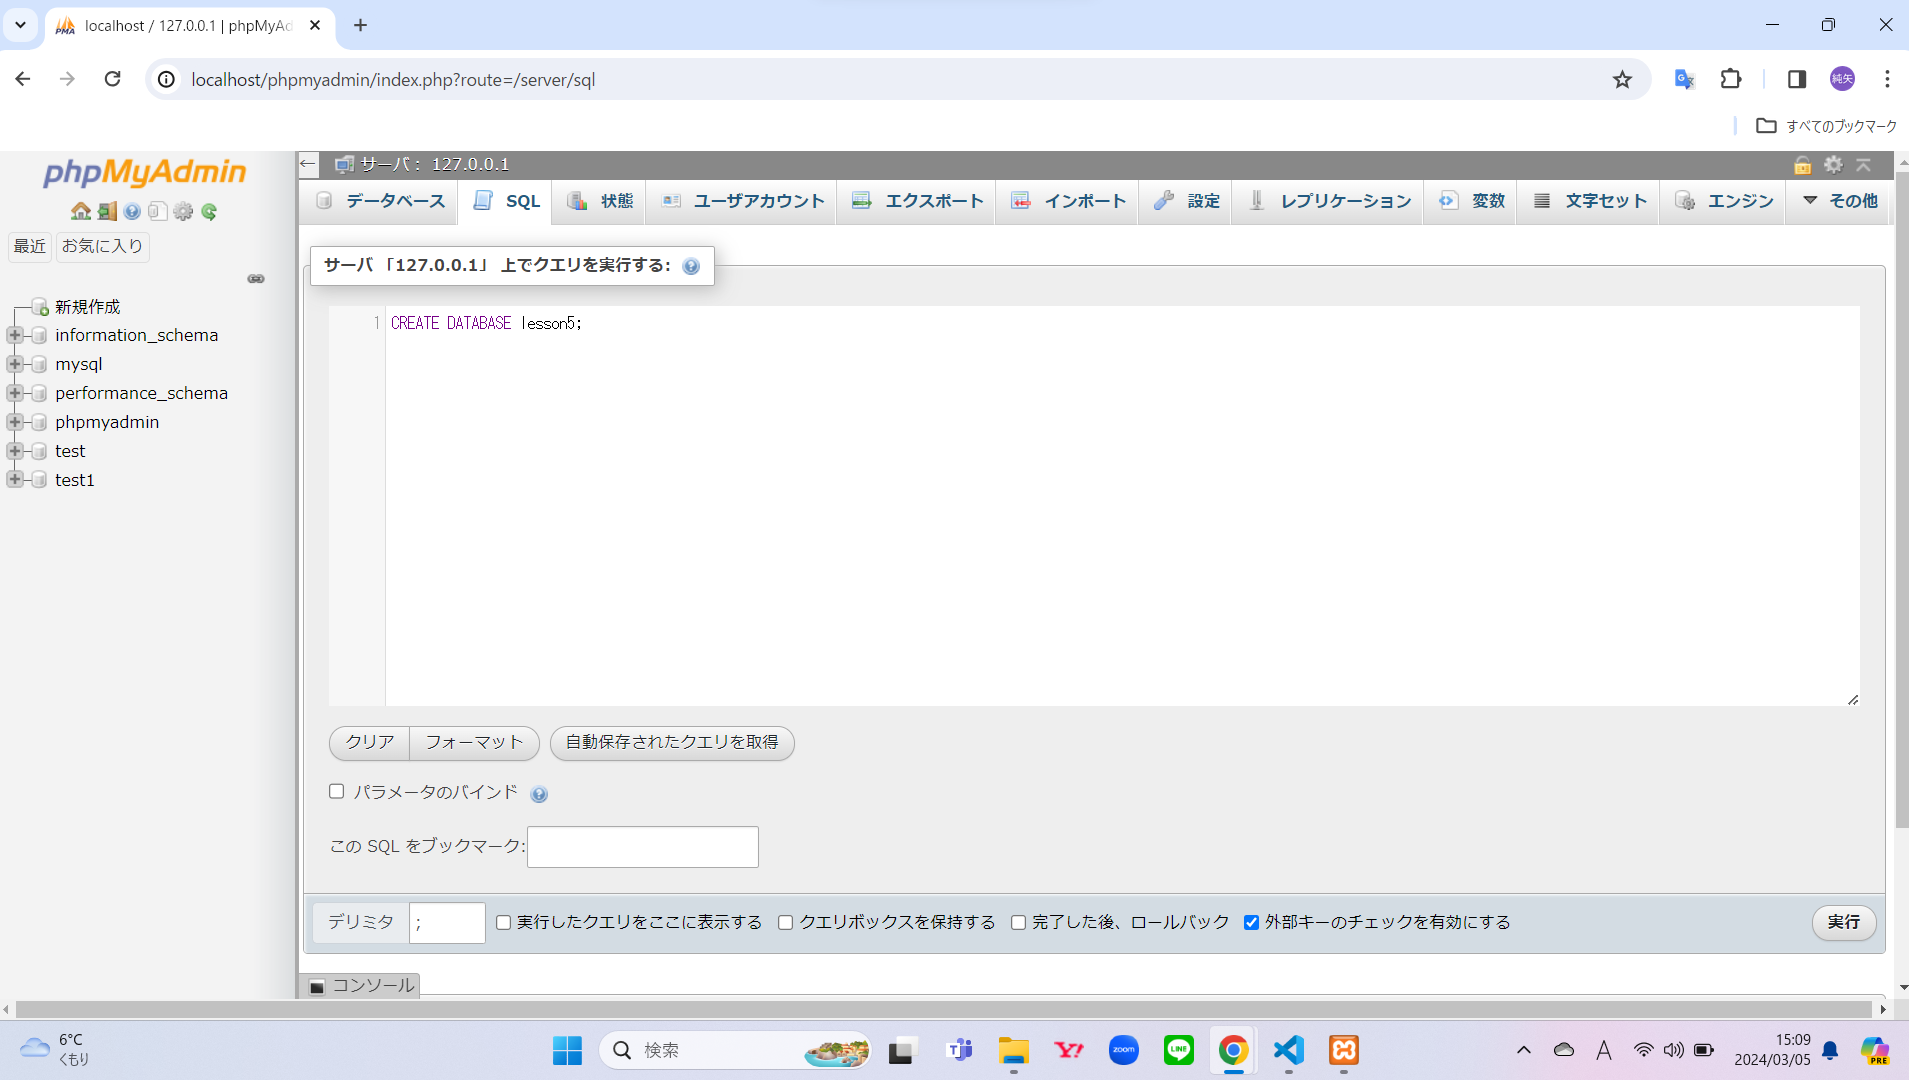 localhost / 127.0.0.1 | phpMyAd
localhost/phpmyadmin/index.php?route=/server/sql
純矢
すべてのブックマーク
phpMyAdmin
最近 お気に入り
新規作成
information_schema
mysql
performance_schema
phpmyadmin
test
test1
サーバ: 127.0.0.1
データベース SQL 状態 ユーザアカウント エクスポート インポート 設定 レプリケーション 変数 文字セット エンジン その他
サーバ 「127.0.0.1」 上でクエリを実行する:
1 CREATE DATABASE lesson5;
クリア フォーマット 自動保存されたクエリを取得
パラメータのバインド
この SQL をブックマーク:
デリミタ ; 実行したクエリをここに表示する クエリボックスを保持する 完了した後、ロールバック 外部キーのチェックを有効にする 実行
コンソール
6°C
くもり
検索
zoom
LINE
A
15:09
2024/03/05
PRE